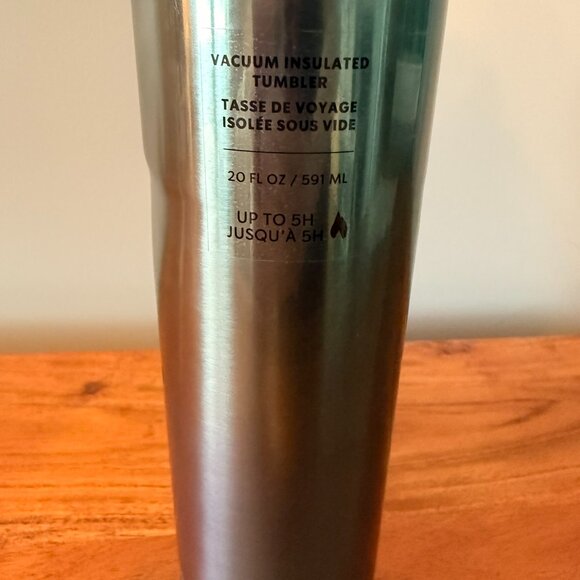 VACUUM INSULATED
TUMBLER
TASSE DE VOYAGE
ISOLÉE SOUS VIDE
20 FL OZ / 591 ML
UP TO 5H
JUSQU'À 5H